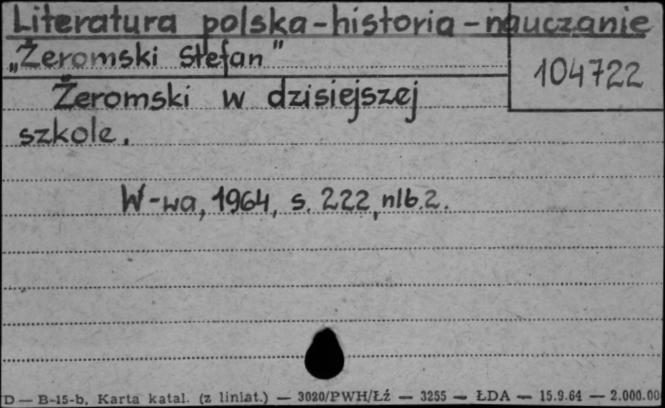 Literatura polska-historia-nauczanie
„Żeromski Stefan"
104722
Żeromski w dzisiejszej
szkole.
W-wa, 1964, s. 222, nlb. 2.
D — B-15-b. Karta katal. (z liniat.) — 3020/PWH/Łź — 3255 — ŁDA — 15.9.64 — 2.000.00